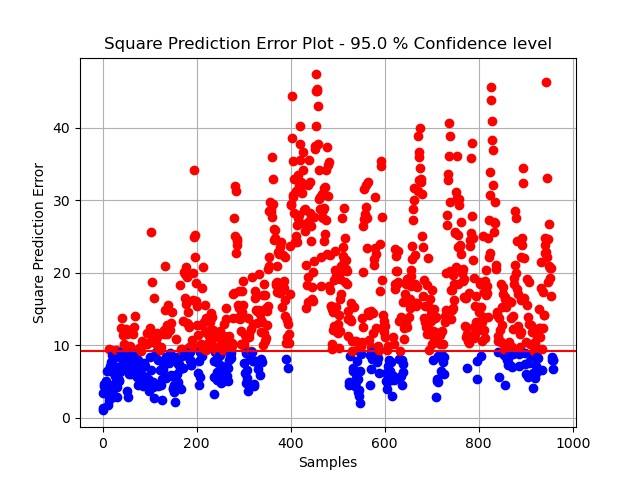 Square Prediction Error Plot - 95.0 % Confidence level
Square Prediction Error
40
30
20
10
0
0 200 400 600 800 1000
Samples